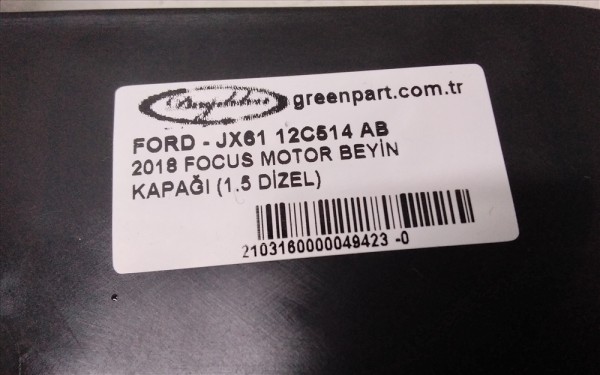 greenpart.com.tr
FORD - JX61 12C514 AB
2018 FOCUS MOTOR BEYİN
KAPAĞI (1.5 DİZEL)
2103160000049423 -0